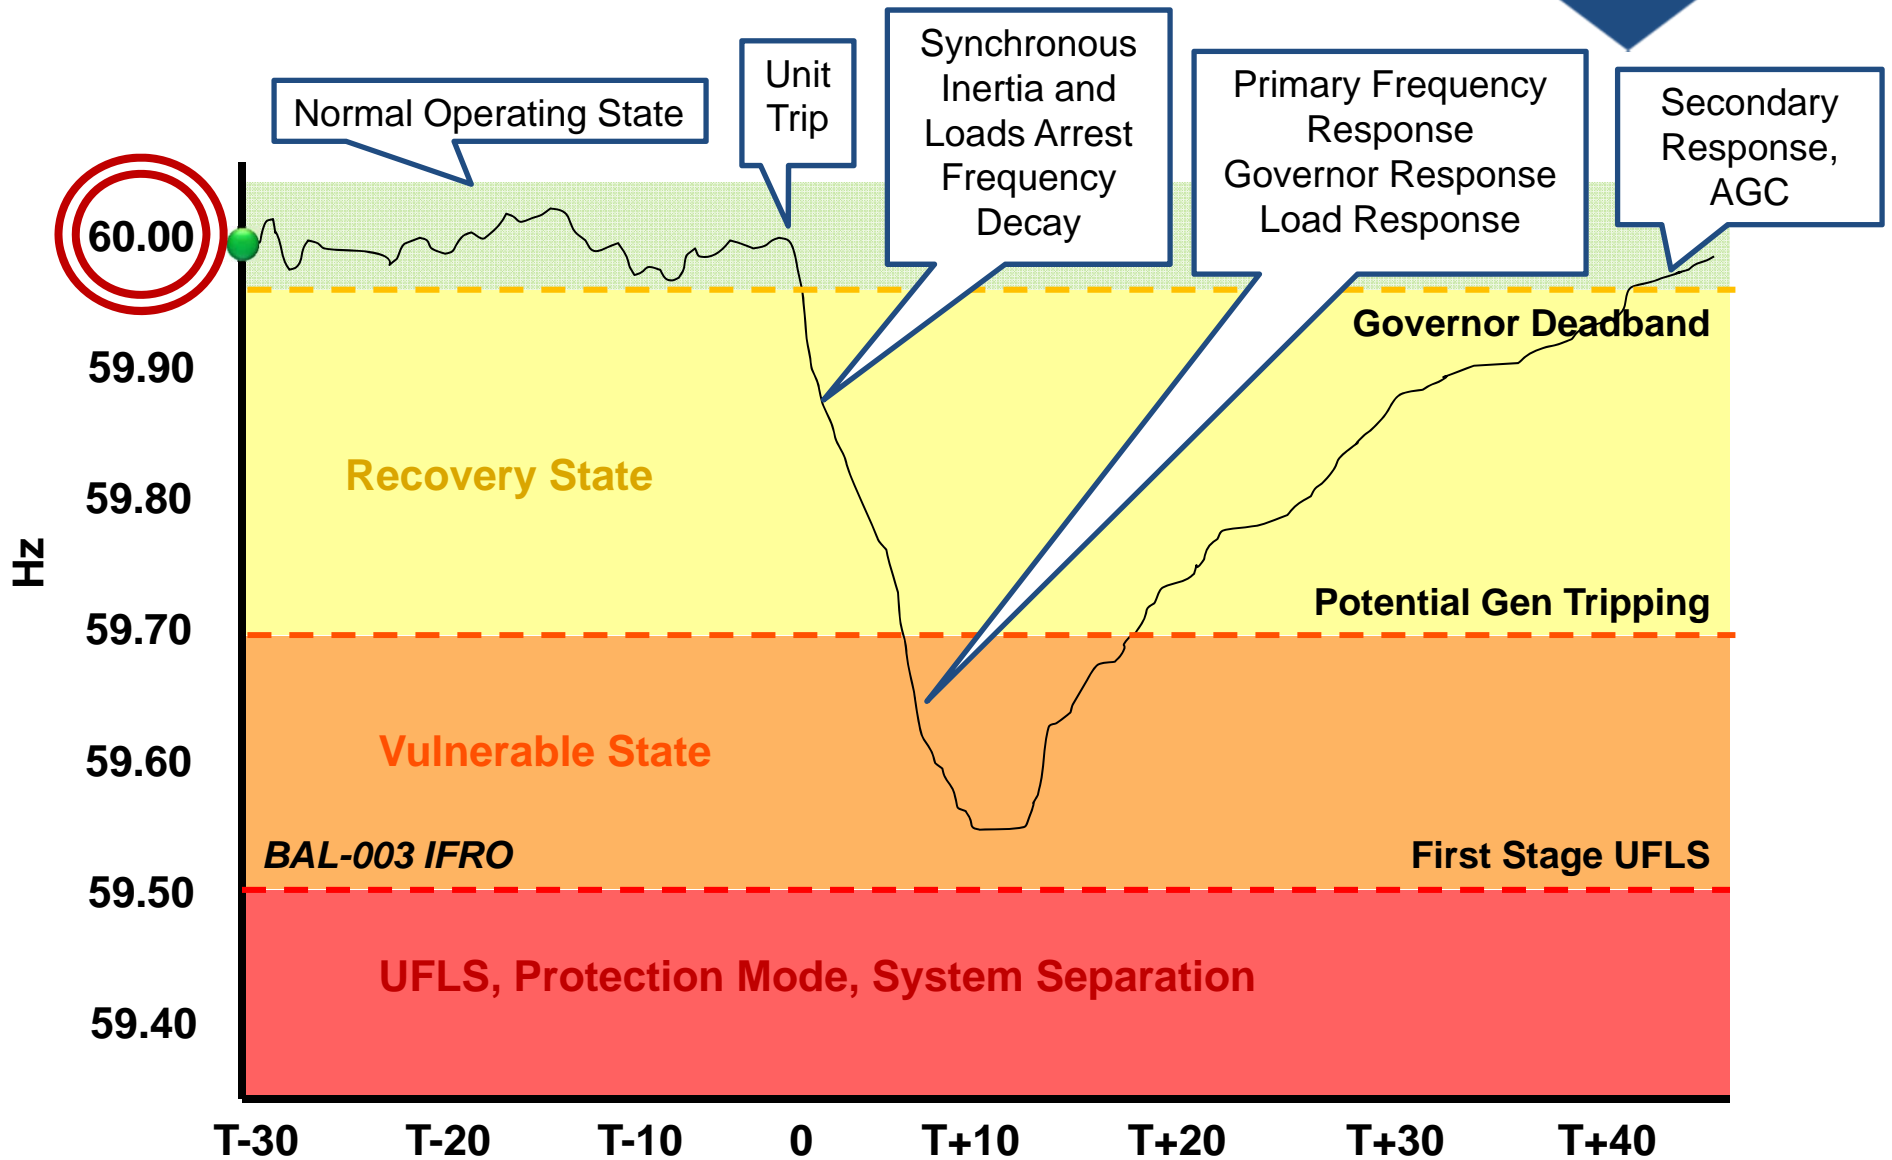 Normal Operating State
Unit
Trip
Synchronous
Inertia and
Loads Arrest
Frequency
Decay
Primary Frequency
Response
Governor Response
Load Response
Secondary
Response,
AGC
60.00
59.90
59.80
59.70
59.60
59.50
59.40
Hz
Governor Deadband
Recovery State
Potential Gen Tripping
Vulnerable State
BAL-003 IFRO
First Stage UFLS
UFLS, Protection Mode, System Separation
T-30
T-20
T-10
0
T+10
T+20
T+30
T+40